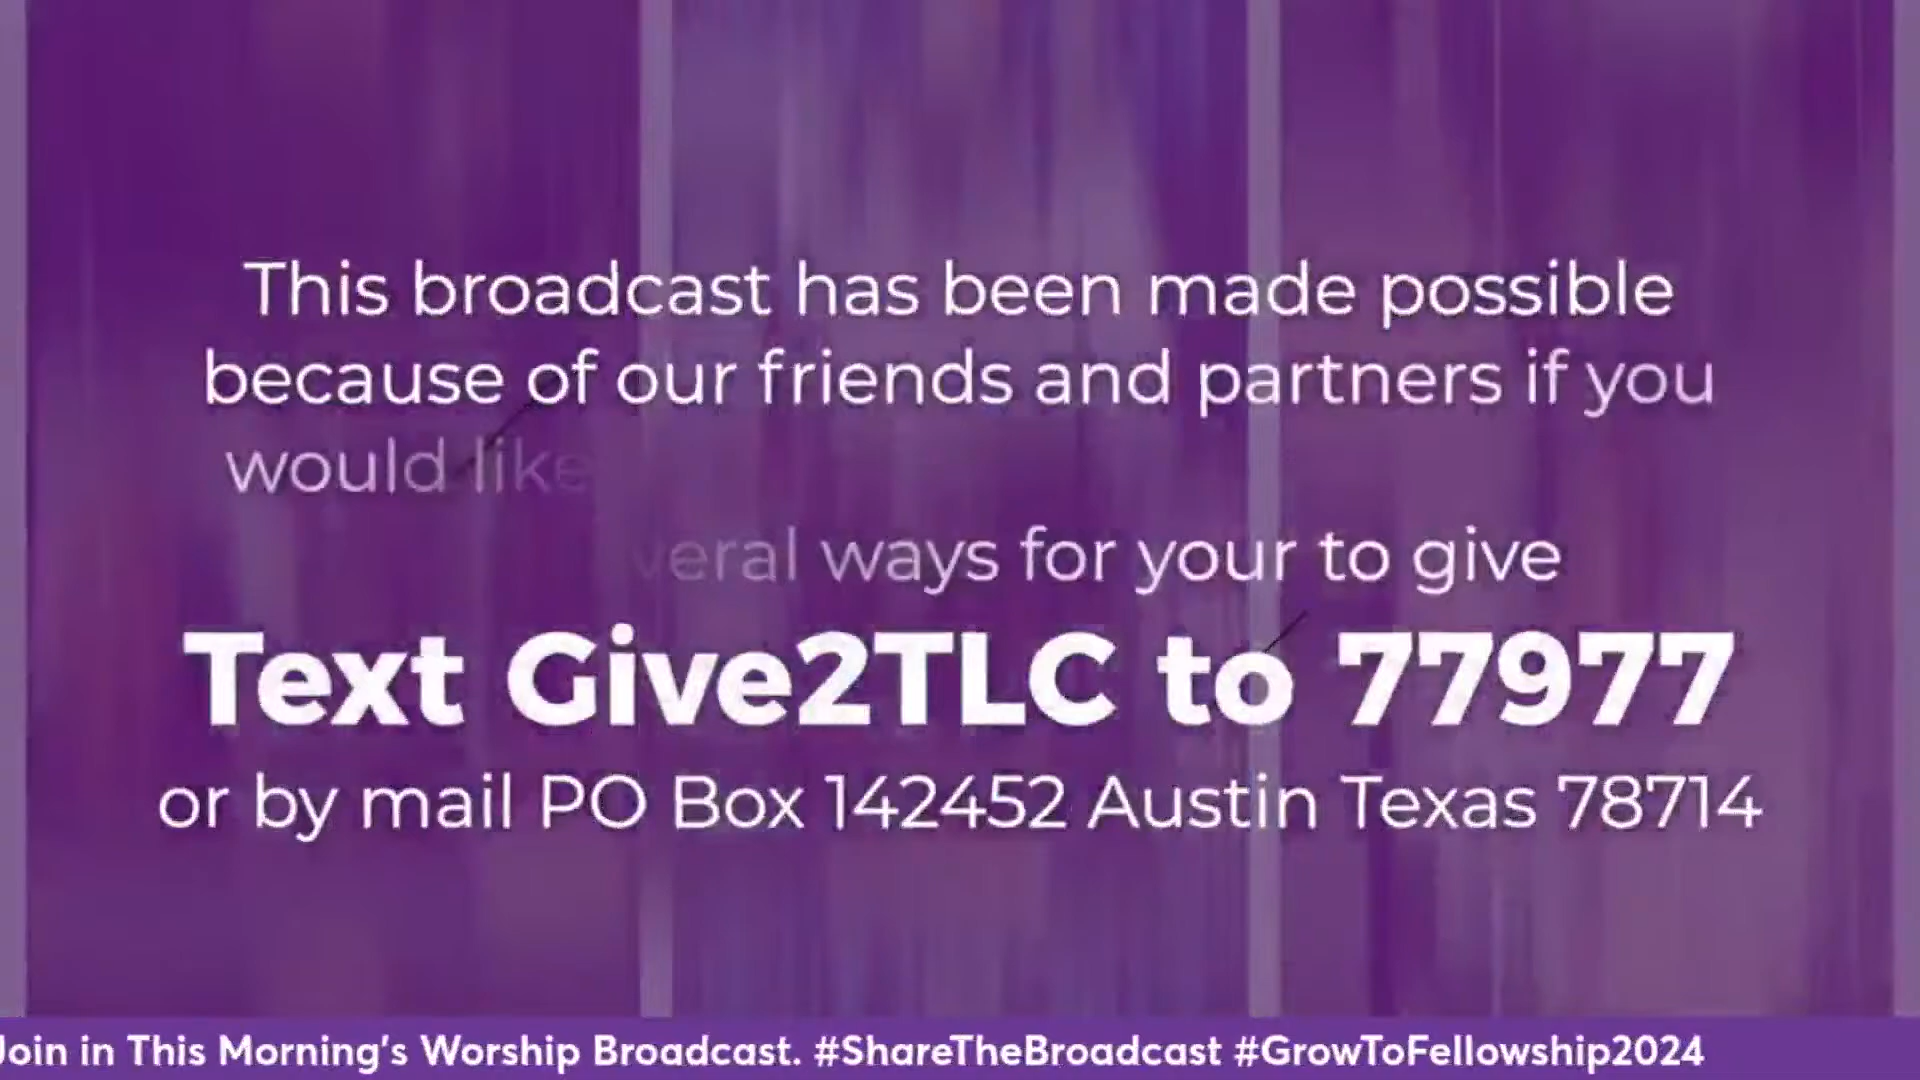 This broadcast has been made possible
because of our friends and partners if you
would like
ways for your to give
Text Give2TLC to 77977
or by mail PO Box 142452 Austin Texas 78714
Join in This Morning's Worship Broadcast. #ShareTheBroadcast #GrowToFellowship2024